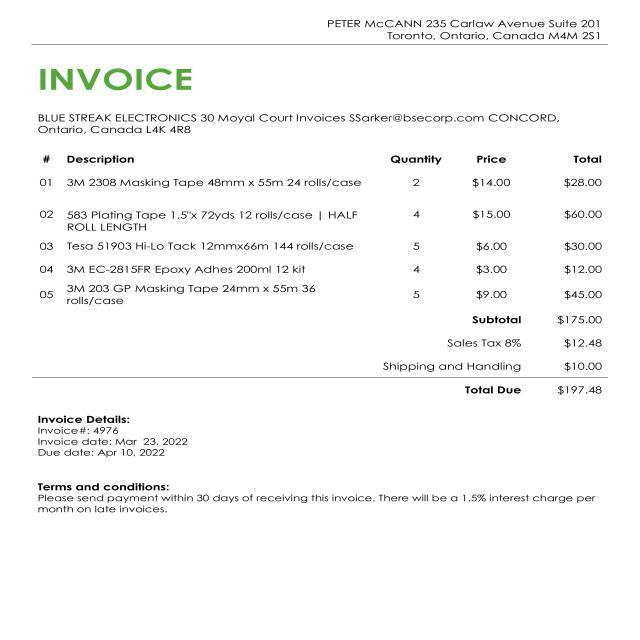 PETER McCANN 235 Carlaw Avenue Suite 201
Toronto, Ontario, Canada M4M 2S1
INVOICE
BLUE STREAK ELECTRONICS 30 Moyal Court Invoices SSarker@bsecorp.com CONCORD,
Ontario, Canada L4K 4R8
# Description Quantity Price Total
01 3M 2308 Masking Tape 48mm x 55m 24 rolls/case 2 $14.00 $28.00
02 583 Plating Tape 1.5"x 72yds 12 rolls/case | HALF 4 $15.00 $60.00
ROLL LENGTH
03 Tesa 51903 Hi-Lo Tack 12mmx66m 144 rolls/case 5 $6.00 $30.00
04 3M EC-2815FR Epoxy Adhes 200ml 12 kit 4 $3.00 $12.00
05 3M 203 GP Masking Tape 24mm x 55m 36 5 $9.00 $45.00
rolls/case
Subtotal $175.00
Sales Tax 8% $12.48
Shipping and Handling $10.00
Total Due $197.48
Invoice Details:
Invoice#: 4976
Invoice date: Mar  23, 2022
Due date: Apr 10, 2022
Terms and conditions:
Please send payment within 30 days of receiving this invoice. There will be a 1.5% interest charge per
month on late invoices.